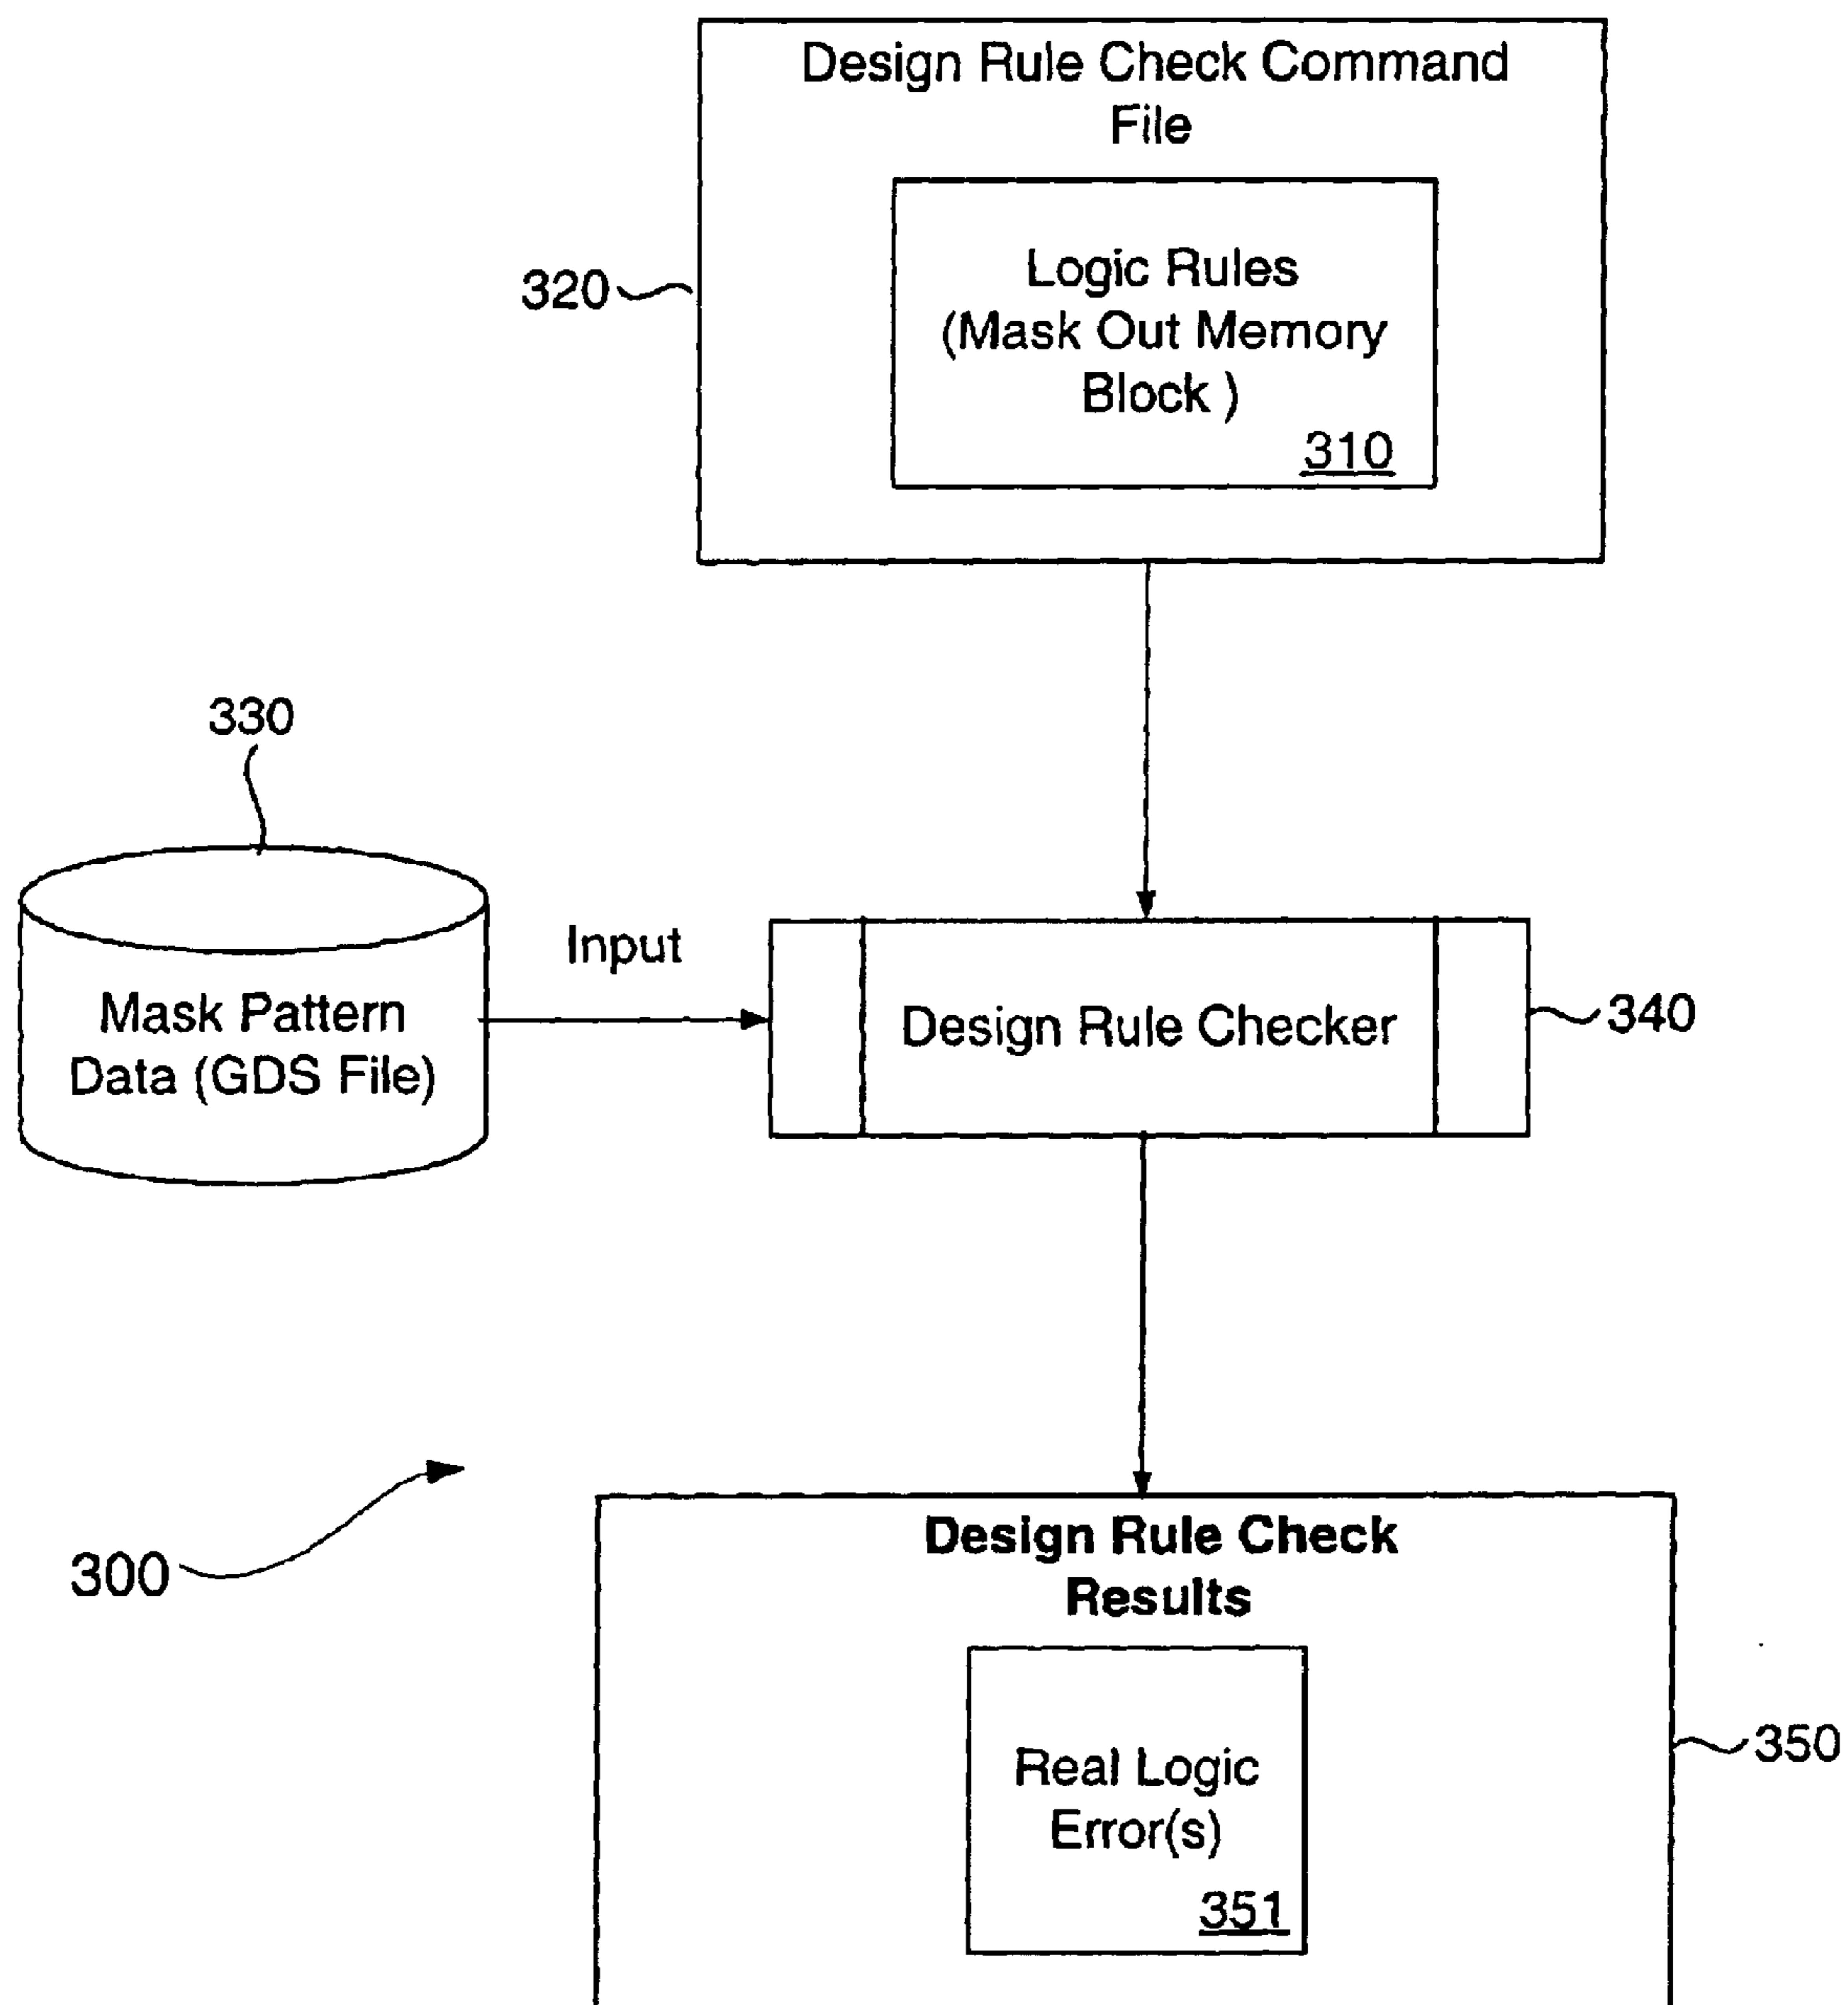 Design Rule Check Command
File
Logic Rules
(Mask Out Memory
Block )
310
320
330
Input
Mask Pattern
Data (GDS File)
Design Rule Checker
340
300
Design Rule Check
Results
Real Logic
Error(s)
351
350